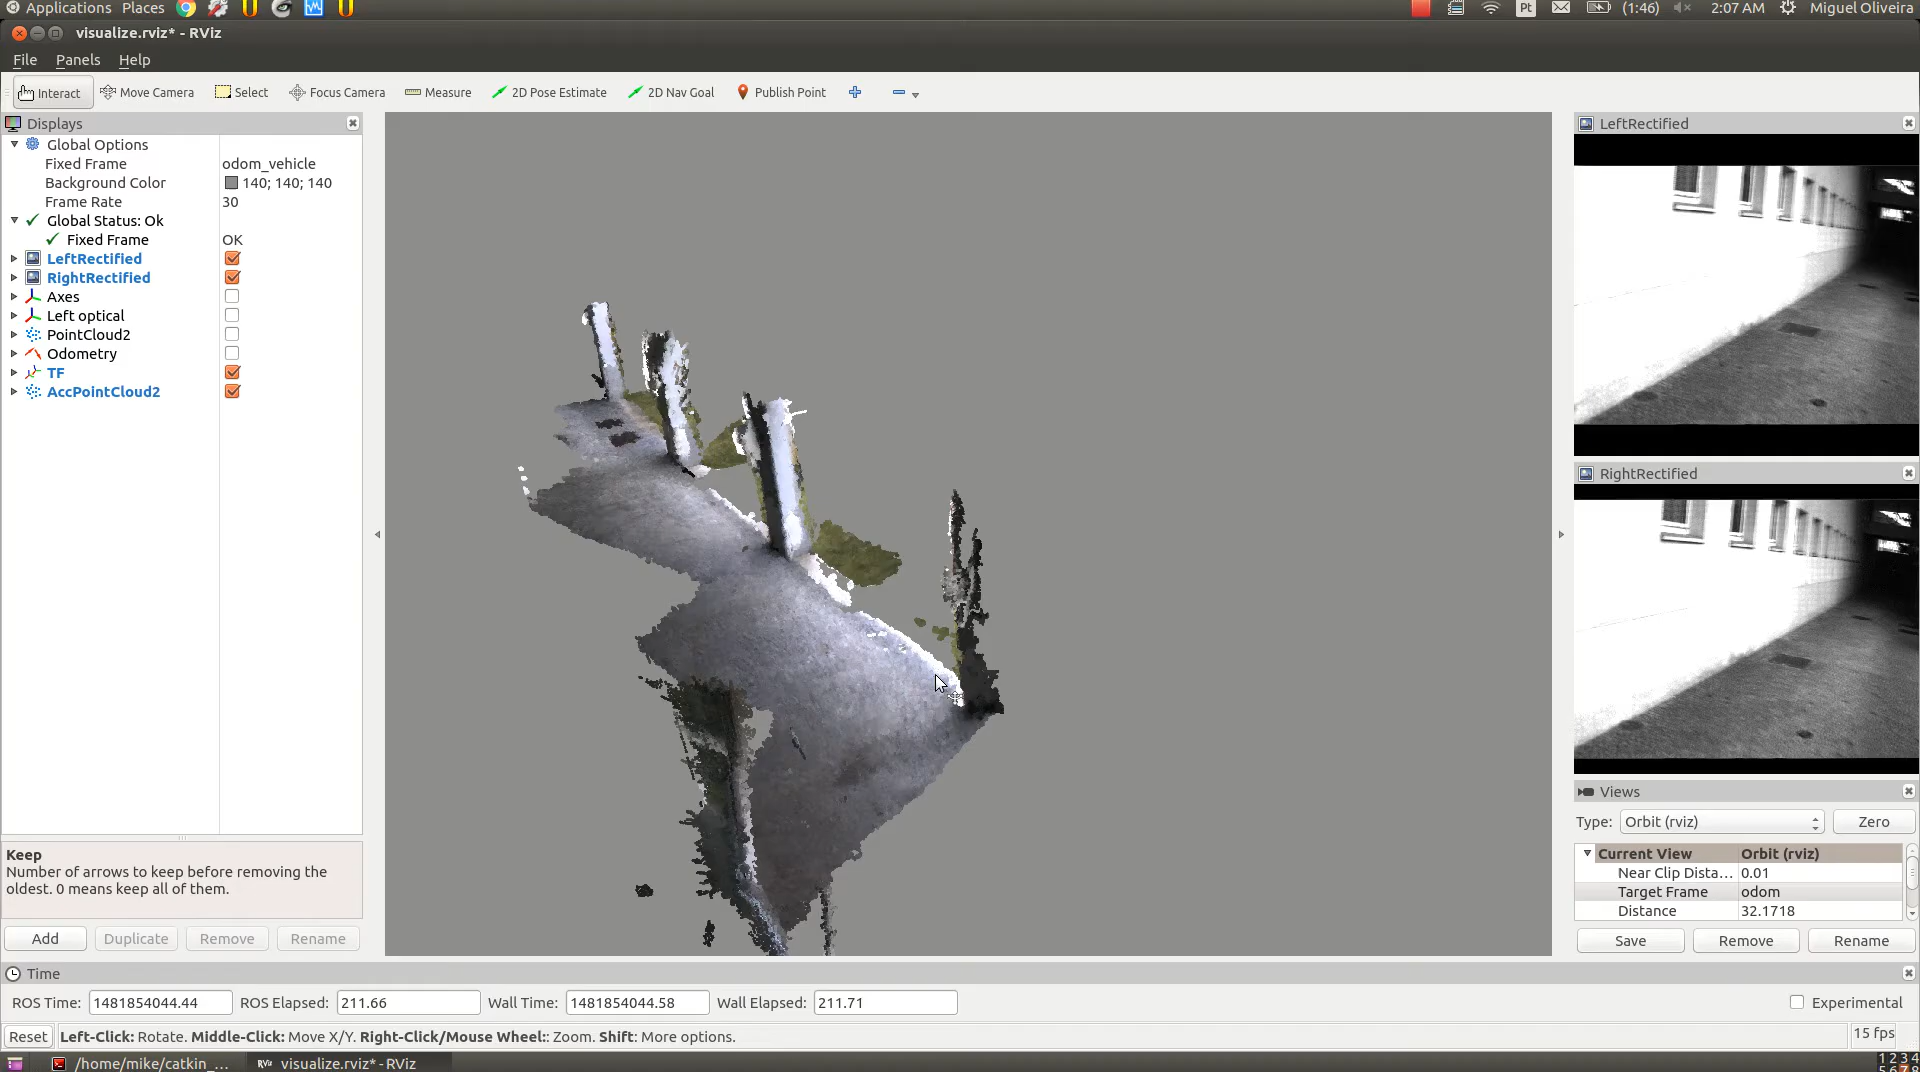 Applications Places Pt (1:46) 2:07 AM Miguel Oliveira
visualize.rviz* - RViz
File Panels Help
Interact Move Camera Select Focus Camera Measure 2D Pose Estimate 2D Nav Goal Publish Point
Displays
Global Options
Fixed Frame odom_vehicle
Background Color 140; 140; 140
Frame Rate 30
Global Status: Ok
Fixed Frame OK
LeftRectified
RightRectified
Axes
Left optical
PointCloud2
Odometry
TF
AccPointCloud2
Keep
Number of arrows to keep before removing the
oldest. 0 means keep all of them.
Add Duplicate Remove Rename
LeftRectified
RightRectified
Views
Type: Orbit (rviz) Zero
Current View Orbit (rviz)
Near Clip Dista... 0.01
Target Frame odom
Distance 32.1718
Save Remove Rename
Time
ROS Time: 1481854044.44 ROS Elapsed: 211.66 Wall Time: 1481854044.58 Wall Elapsed: 211.71 Experimental
Reset Left-Click: Rotate. Middle-Click: Move X/Y. Right-Click/Mouse Wheel:: Zoom. Shift: More options. 15 fps
/home/mike/catkin_... RViz visualize.rviz* - RViz 1 2 3 4